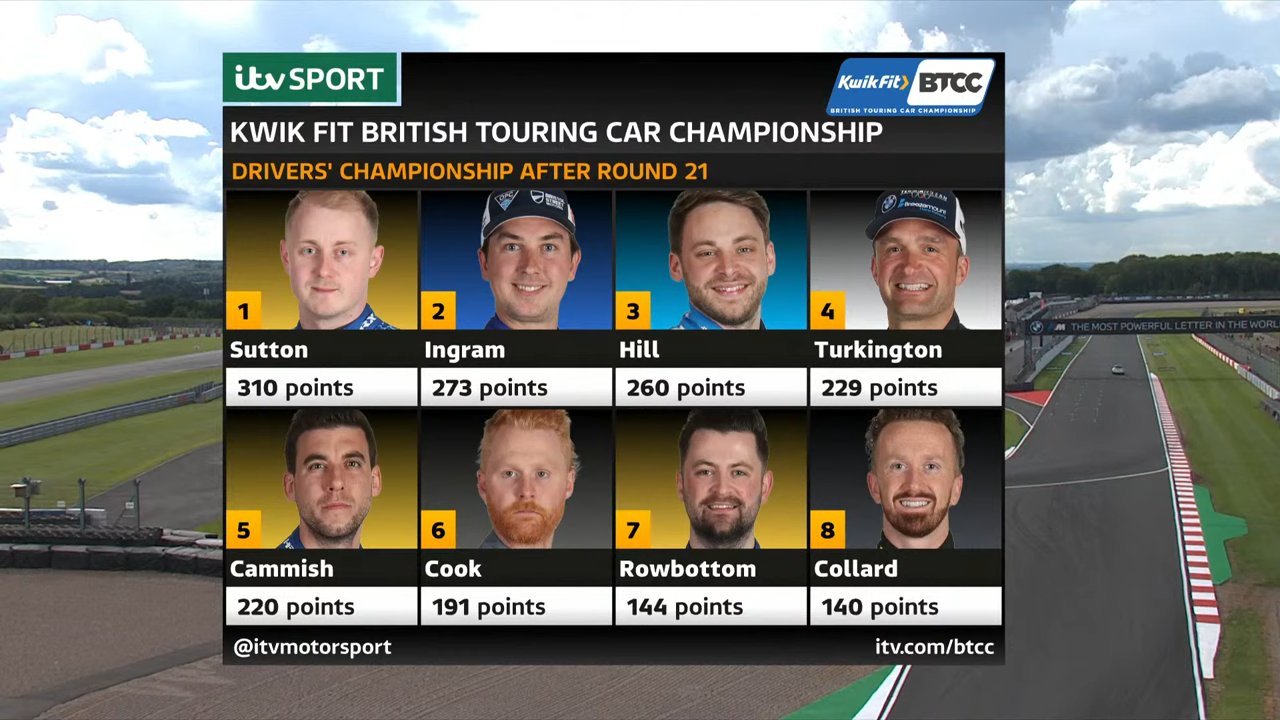 itv SPORT
KwikFit BTCC
BRITISH TOURING CAR CHAMPIONSHIP
KWIK FIT BRITISH TOURING CAR CHAMPIONSHIP
DRIVERS' CHAMPIONSHIP AFTER ROUND 21
1 2 3 4
Sutton Ingram Hill Turkington
310 points 273 points 260 points 229 points
5 6 7 8
Cammish Cook Rowbottom Collard
220 points 191 points 144 points 140 points
@itvmotorsport itv.com/btcc
BMW M THE MOST POWERFUL LETTER IN THE WORL